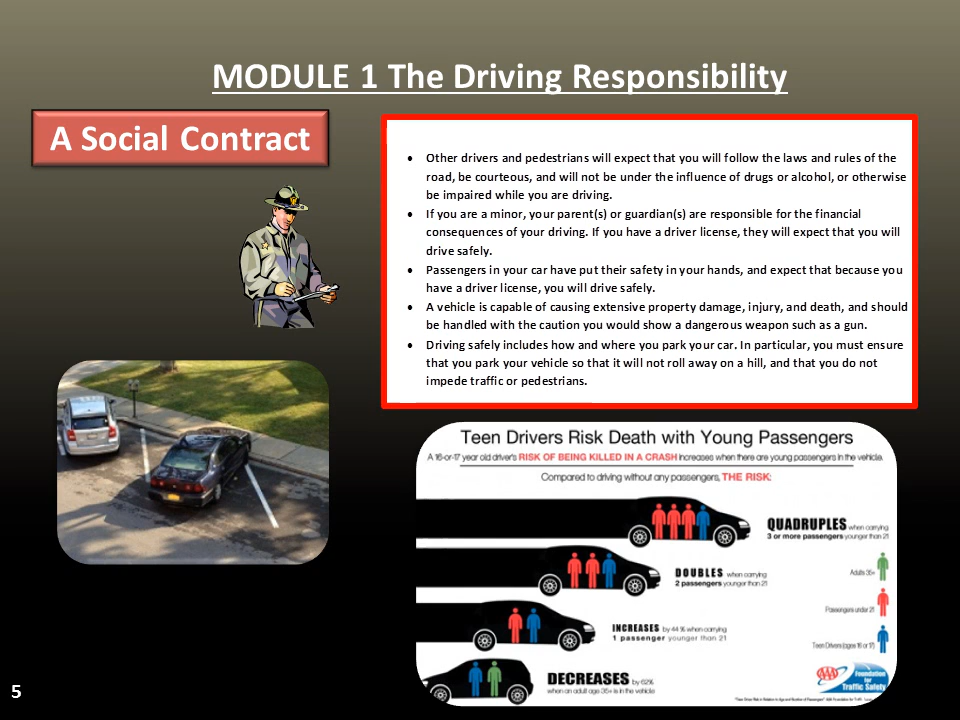 MODULE 1 The Driving Responsibility
A Social Contract
• Other drivers and pedestrians will expect that you will follow the laws and rules of the
road, be courteous, and will not be under the influence of drugs or alcohol, or otherwise
be impaired while you are driving.
• If you are a minor, your parent(s) or guardian(s) are responsible for the financial
consequences of your driving. If you have a driver license, they will expect that you will
drive safely.
• Passengers in your car have put their safety in your hands, and expect that because you
have a driver license, you will drive safely.
• A vehicle is capable of causing extensive property damage, injury, and death, and should
be handled with the caution you would show a dangerous weapon such as a gun.
• Driving safely includes how and where you park your car. In particular, you must ensure
that you park your vehicle so that it will not roll away on a hill, and that you do not
impede traffic or pedestrians.
Teen Drivers Risk Death with Young Passengers
A 16-or-17 year old driver's RISK OF BEING KILLED IN A CRASH increases when there are young passengers in the vehicle.
Compared to driving without any passengers, THE RISK:
QUADRUPLES when carrying
3 or more passengers younger than 21
DOUBLES when carrying
2 passengers younger than 21
Adults 35+
Passengers under 21
INCREASES by 44% when carrying
1 passenger younger than 21
Teen Drivers (ages 16 or 17)
DECREASES by 62%
when an adult age 35+ is in the vehicle
AAA
Foundation
for
Traffic Safety
5